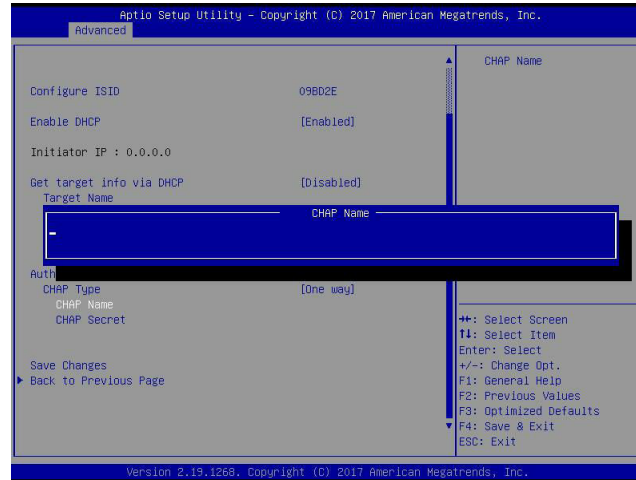 Aptio Setup Utility – Copyright (C) 2017 American Megatrends, Inc.
Advanced
Configure ISID 09BD2E
Enable DHCP [Enabled]
Initiator IP : 0.0.0.0
Get target info via DHCP [Disabled]
Target Name
CHAP Name
Auth
CHAP Type [One way]
CHAP Name
CHAP Secret
Save Changes
Back to Previous Page
CHAP Name
→←: Select Screen
↑↓: Select Item
Enter: Select
+/-: Change Opt.
F1: General Help
F2: Previous Values
F3: Optimized Defaults
F4: Save & Exit
ESC: Exit
Version 2.19.1268. Copyright (C) 2017 American Megatrends, Inc.